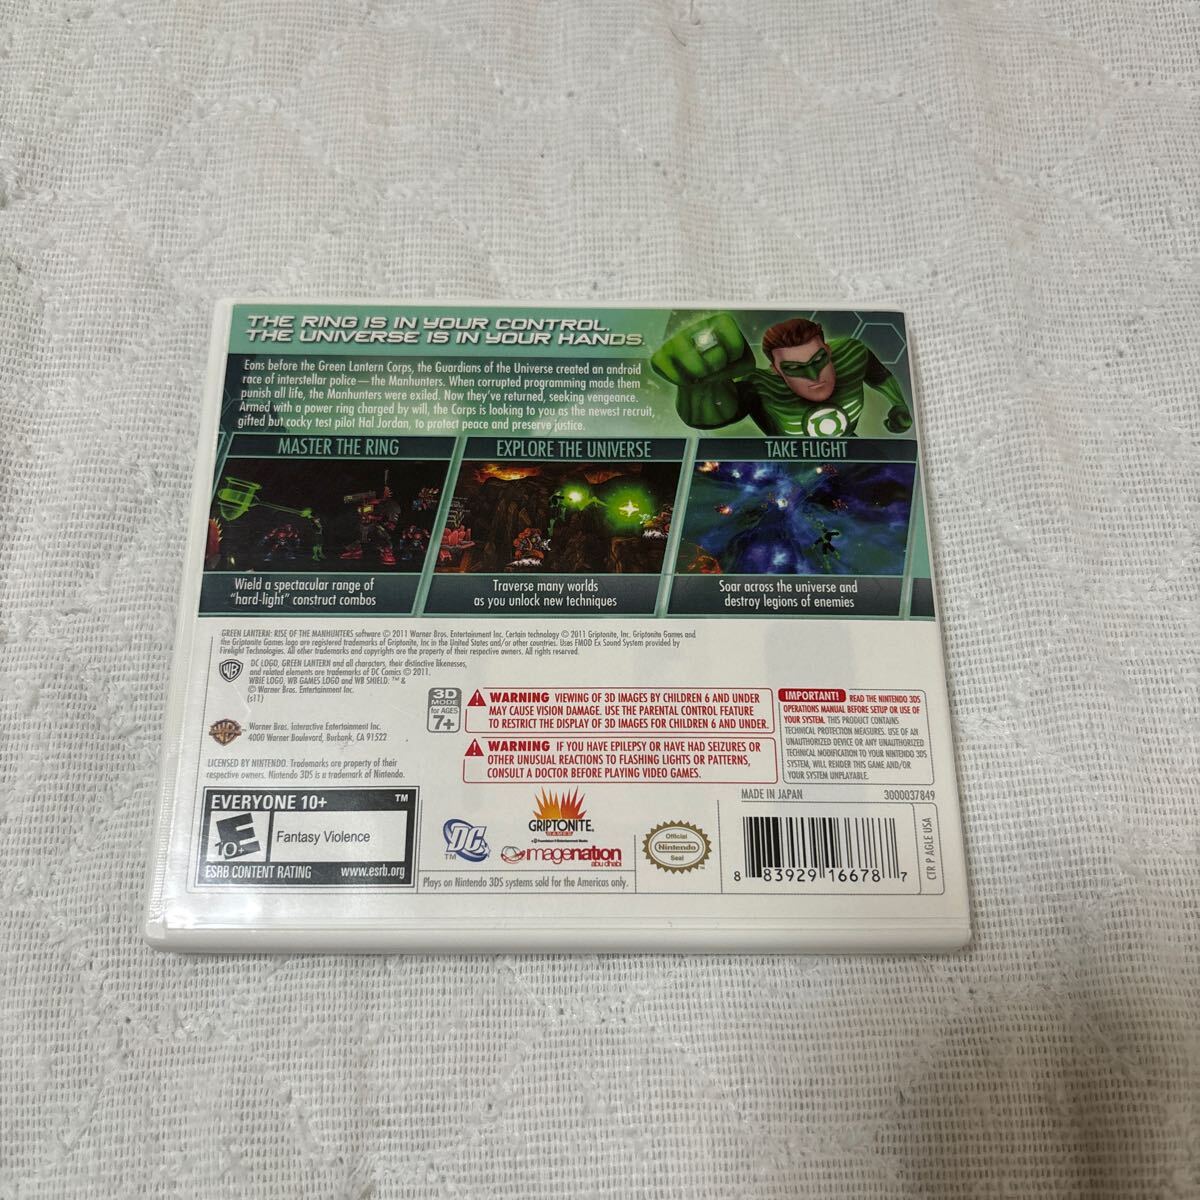 THE RING IS IN YOUR CONTROL.
THE UNIVERSE IS IN YOUR HANDS.
Eons before the Green Lantern Corps, the Guardians of the Universe created an android
race of interstellar police — the Manhunters. When corrupted programming made them
punish all life, the Manhunters were exiled. Now they've returned, seeking vengeance.
Armed with a power ring charged by will, the Corps is looking to you as the newest recruit,
gifted but cocky test pilot Hal Jordan, to protect peace and preserve justice.
MASTER THE RING
EXPLORE THE UNIVERSE
TAKE FLIGHT
Wield a spectacular range of
"hard-light" construct combos
Traverse many worlds
as you unlock new techniques
Soar across the universe and
destroy legions of enemies
GREEN LANTERN: RISE OF THE MANHUNTERS software © 2011 Warner Bros. Entertainment Inc. Certain technology © 2011 Griptonite, Inc. Griptonite Games and
the Griptonite Games logo are registered trademarks of Griptonite, Inc in the United States and/or other countries. Uses FMOD Ex Sound System provided by
Firelight Technologies. All other trademarks and copyrights are the property of their respective owners. All rights reserved.
WB
DC LOGO, GREEN LANTERN and all characters, their distinctive likenesses,
and related elements are trademarks of DC Comics © 2011.
WBIE LOGO, WB GAMES LOGO and WB SHIELD: ™ &
© Warner Bros. Entertainment Inc.
(s11)
Warner Bros. Interactive Entertainment Inc.
4000 Warner Boulevard, Burbank, CA 91522
LICENSED BY NINTENDO. Trademarks are property of their
respective owners. Nintendo 3DS is a trademark of Nintendo.
3D
MODE
for AGES
7+
WARNING VIEWING OF 3D IMAGES BY CHILDREN 6 AND UNDER
MAY CAUSE VISION DAMAGE. USE THE PARENTAL CONTROL FEATURE
TO RESTRICT THE DISPLAY OF 3D IMAGES FOR CHILDREN 6 AND UNDER.
WARNING IF YOU HAVE EPILEPSY OR HAVE HAD SEIZURES OR
OTHER UNUSUAL REACTIONS TO FLASHING LIGHTS OR PATTERNS,
CONSULT A DOCTOR BEFORE PLAYING VIDEO GAMES.
IMPORTANT! READ THE NINTENDO 3DS
OPERATIONS MANUAL BEFORE SETUP OR USE OF
YOUR SYSTEM. THIS PRODUCT CONTAINS
TECHNICAL PROTECTION MEASURES. USE OF AN
UNAUTHORIZED DEVICE OR ANY UNAUTHORIZED
TECHNICAL MODIFICATION TO YOUR NINTENDO 3DS
SYSTEM, WILL RENDER THIS GAME AND/OR
YOUR SYSTEM UNPLAYABLE.
EVERYONE 10+ ™
E
10+
Fantasy Violence
ESRB CONTENT RATING www.esrb.org
DC
TM
GRIPTONITE
GAMES
imagenation
abu dhabi
Plays on Nintendo 3DS systems sold for the Americas only.
Official
Nintendo
Seal
MADE IN JAPAN 3000037849
8 83929 16678 7
CTR P AGLE USA